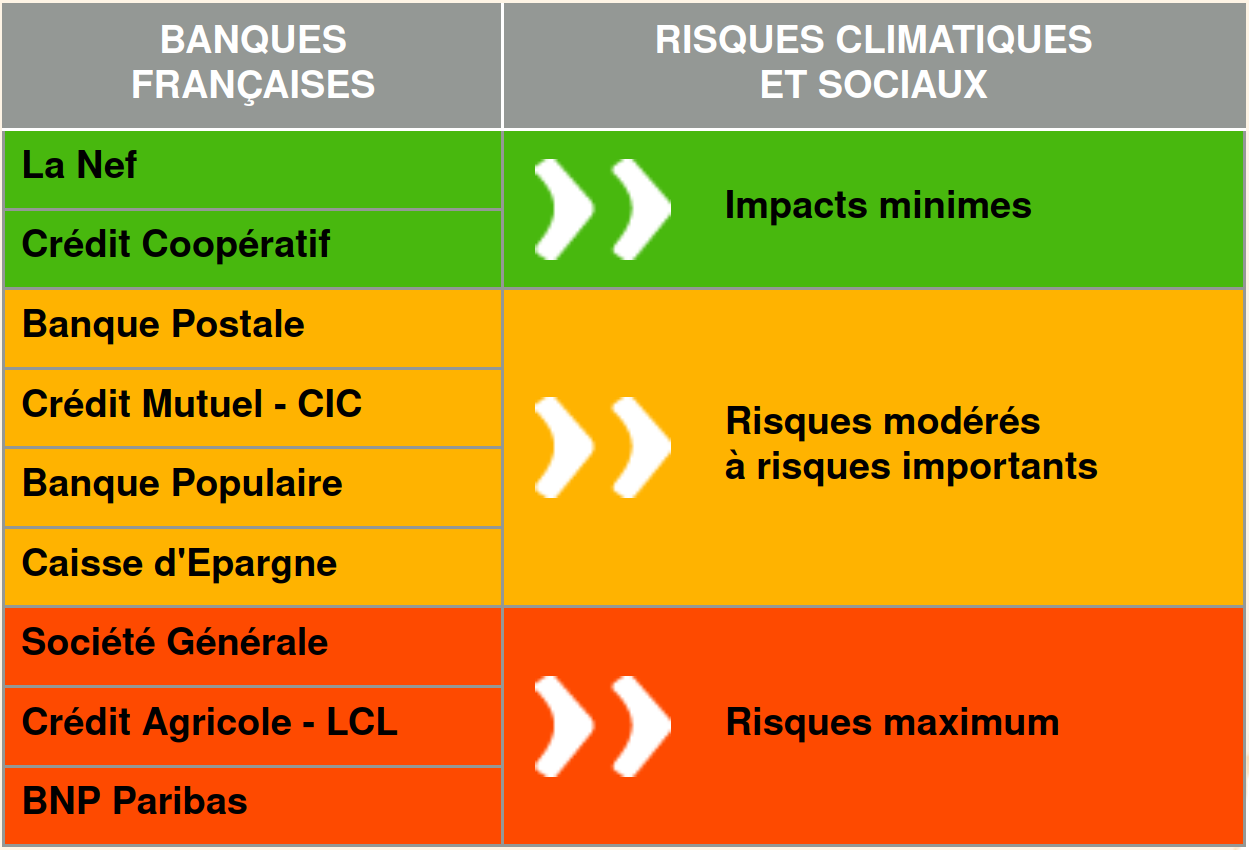 BANQUES
FRANÇAISES
RISQUES CLIMATIQUES
ET SOCIAUX
La Nef
Crédit Coopératif
Impacts minimes
Banque Postale
Crédit Mutuel - CIC
Banque Populaire
Caisse d'Epargne
Risques modérés
à risques importants
Société Générale
Crédit Agricole - LCL
BNP Paribas
Risques maximum